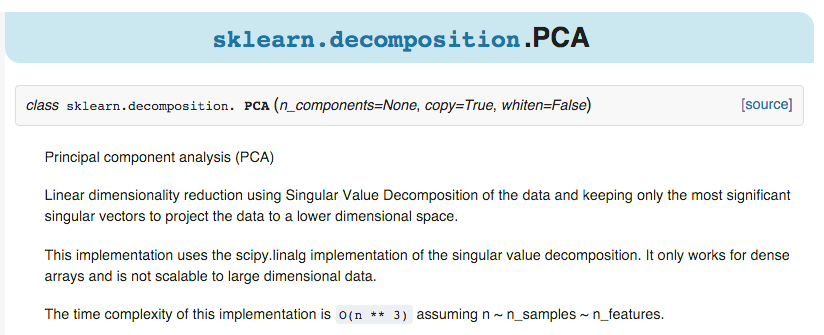 sklearn.decomposition.PCA
class sklearn.decomposition. PCA (n_components=None, copy=True, whiten=False) [source]
Principal component analysis (PCA)
Linear dimensionality reduction using Singular Value Decomposition of the data and keeping only the most significant
singular vectors to project the data to a lower dimensional space.
This implementation uses the scipy.linalg implementation of the singular value decomposition. It only works for dense
arrays and is not scalable to large dimensional data.
The time complexity of this implementation is O(n ** 3) assuming n ~ n_samples ~ n_features.